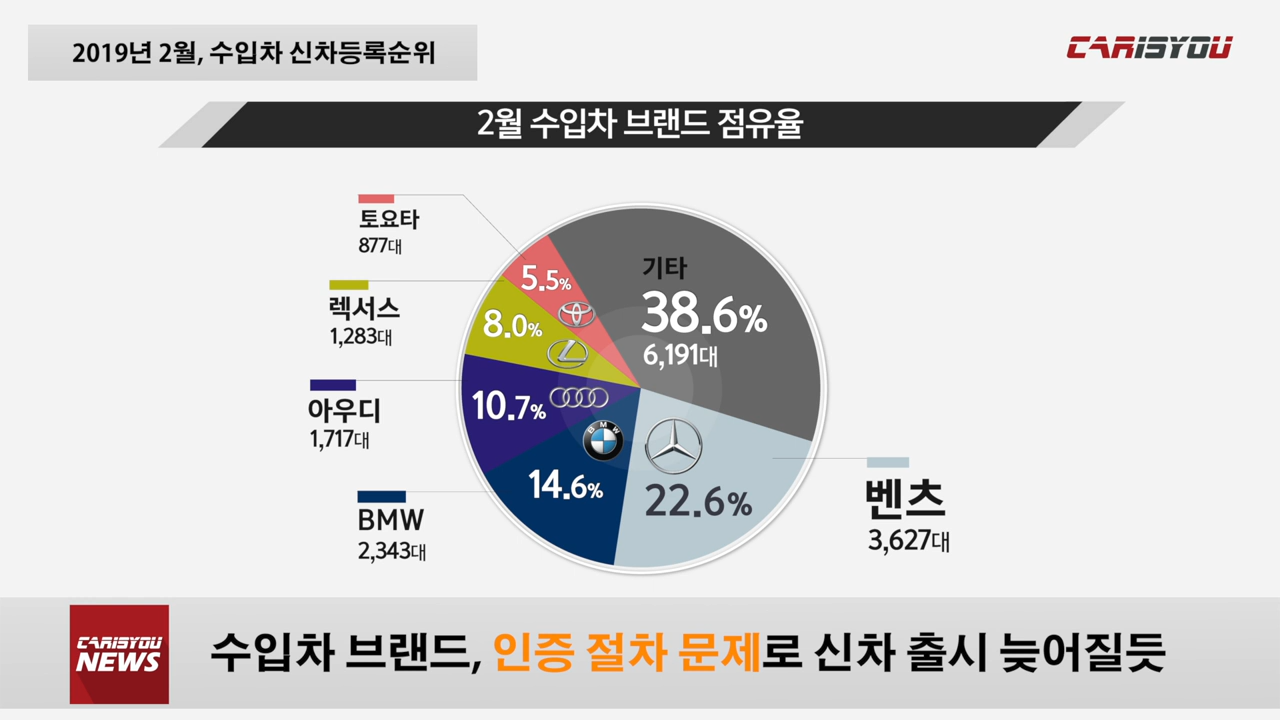 2019년 2월, 수입차 신차등록순위
CARISYOU
2월 수입차 브랜드 점유율
토요타
877대
5.5%
렉서스
1,283대
8.0%
아우디
1,717대
10.7%
BMW
2,343대
14.6%
BMW
기타
38.6%
6,191대
22.6%
벤츠
3,627대
CARISYOU
NEWS
수입차 브랜드, 인증 절차 문제로 신차 출시 늦어질듯